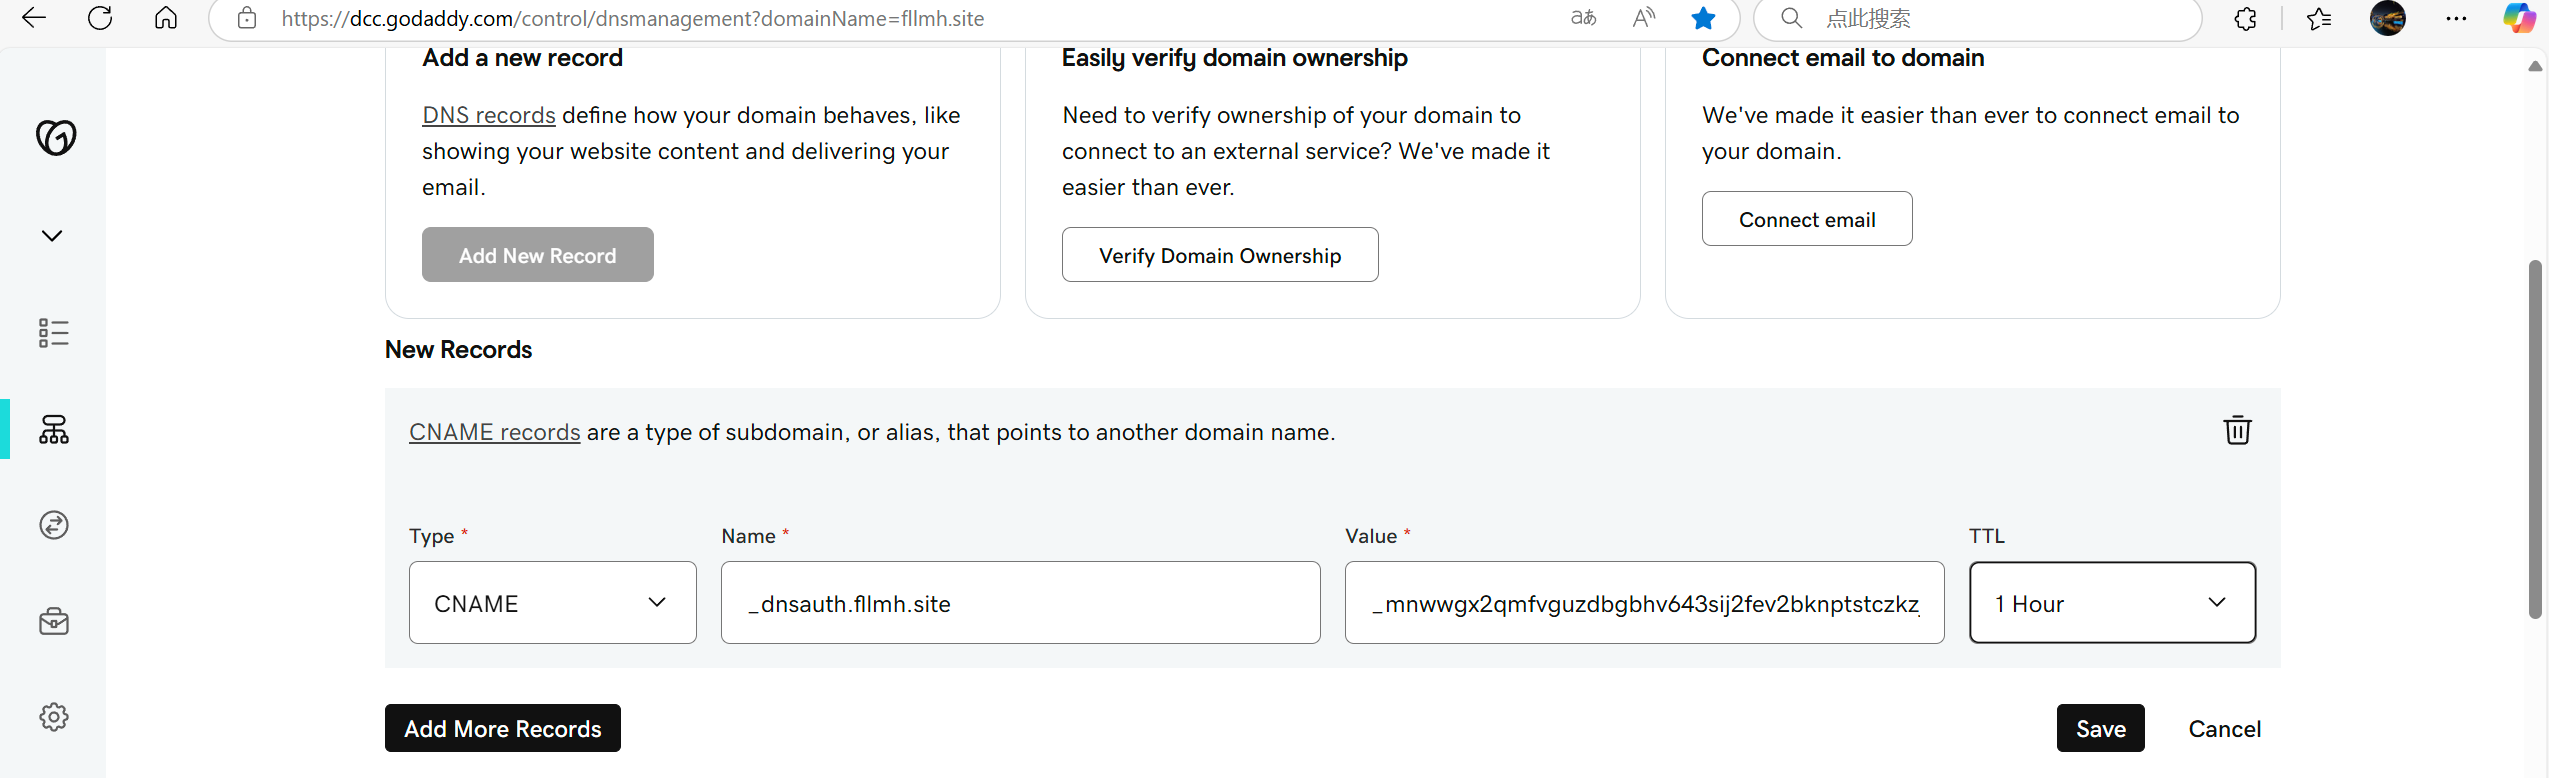 https://dcc.godaddy.com/control/dnsmanagement?domainName=fllmh.site
点此搜索
Add a new record
DNS records define how your domain behaves, like
showing your website content and delivering your
email.
Add New Record
Easily verify domain ownership
Need to verify ownership of your domain to
connect to an external service? We've made it
easier than ever.
Verify Domain Ownership
Connect email to domain
We've made it easier than ever to connect email to
your domain.
Connect email
New Records
CNAME records are a type of subdomain, or alias, that points to another domain name.
Type *
Name *
Value *
TTL
CNAME
_dnsauth.fllmh.site
_mnwwgx2qmfvguzdbgbhv643sij2fev2bknptstczkz
1 Hour
Add More Records
Save
Cancel